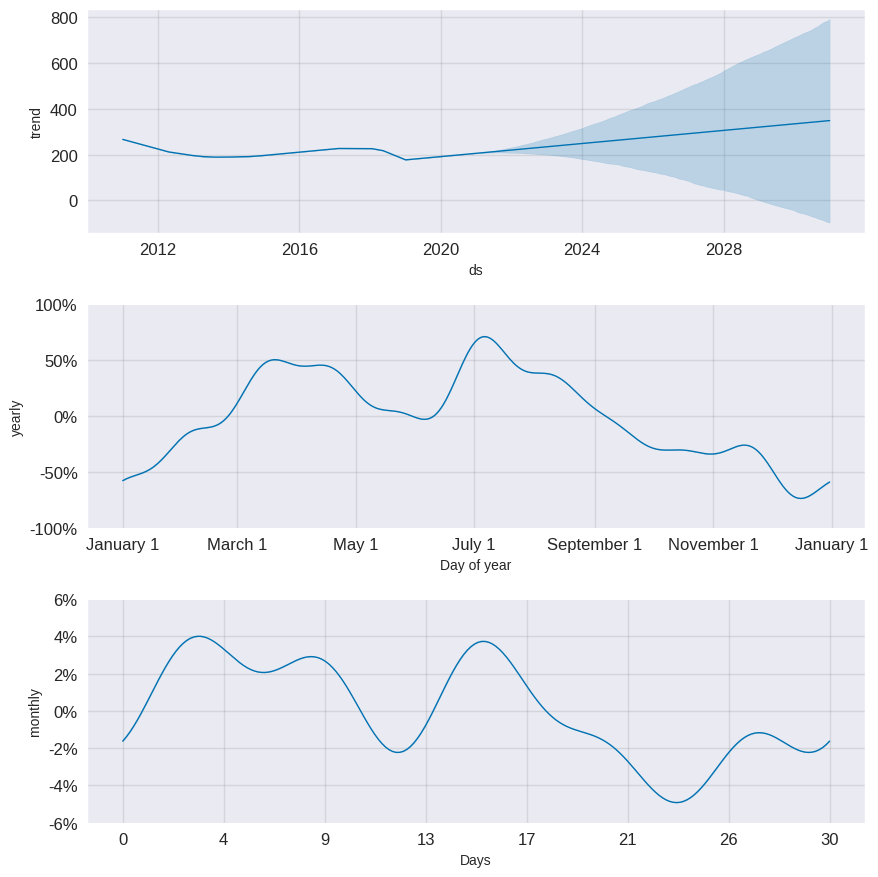 800
600
400
200
0
trend
2012 2016 2020 2024 2028
ds
100%
50%
0%
-50%
-100%
yearly
January 1 March 1 May 1 July 1 September 1 November 1 January 1
Day of year
6%
4%
2%
0%
-2%
-4%
-6%
monthly
0 4 9 13 17 21 26 30
Days